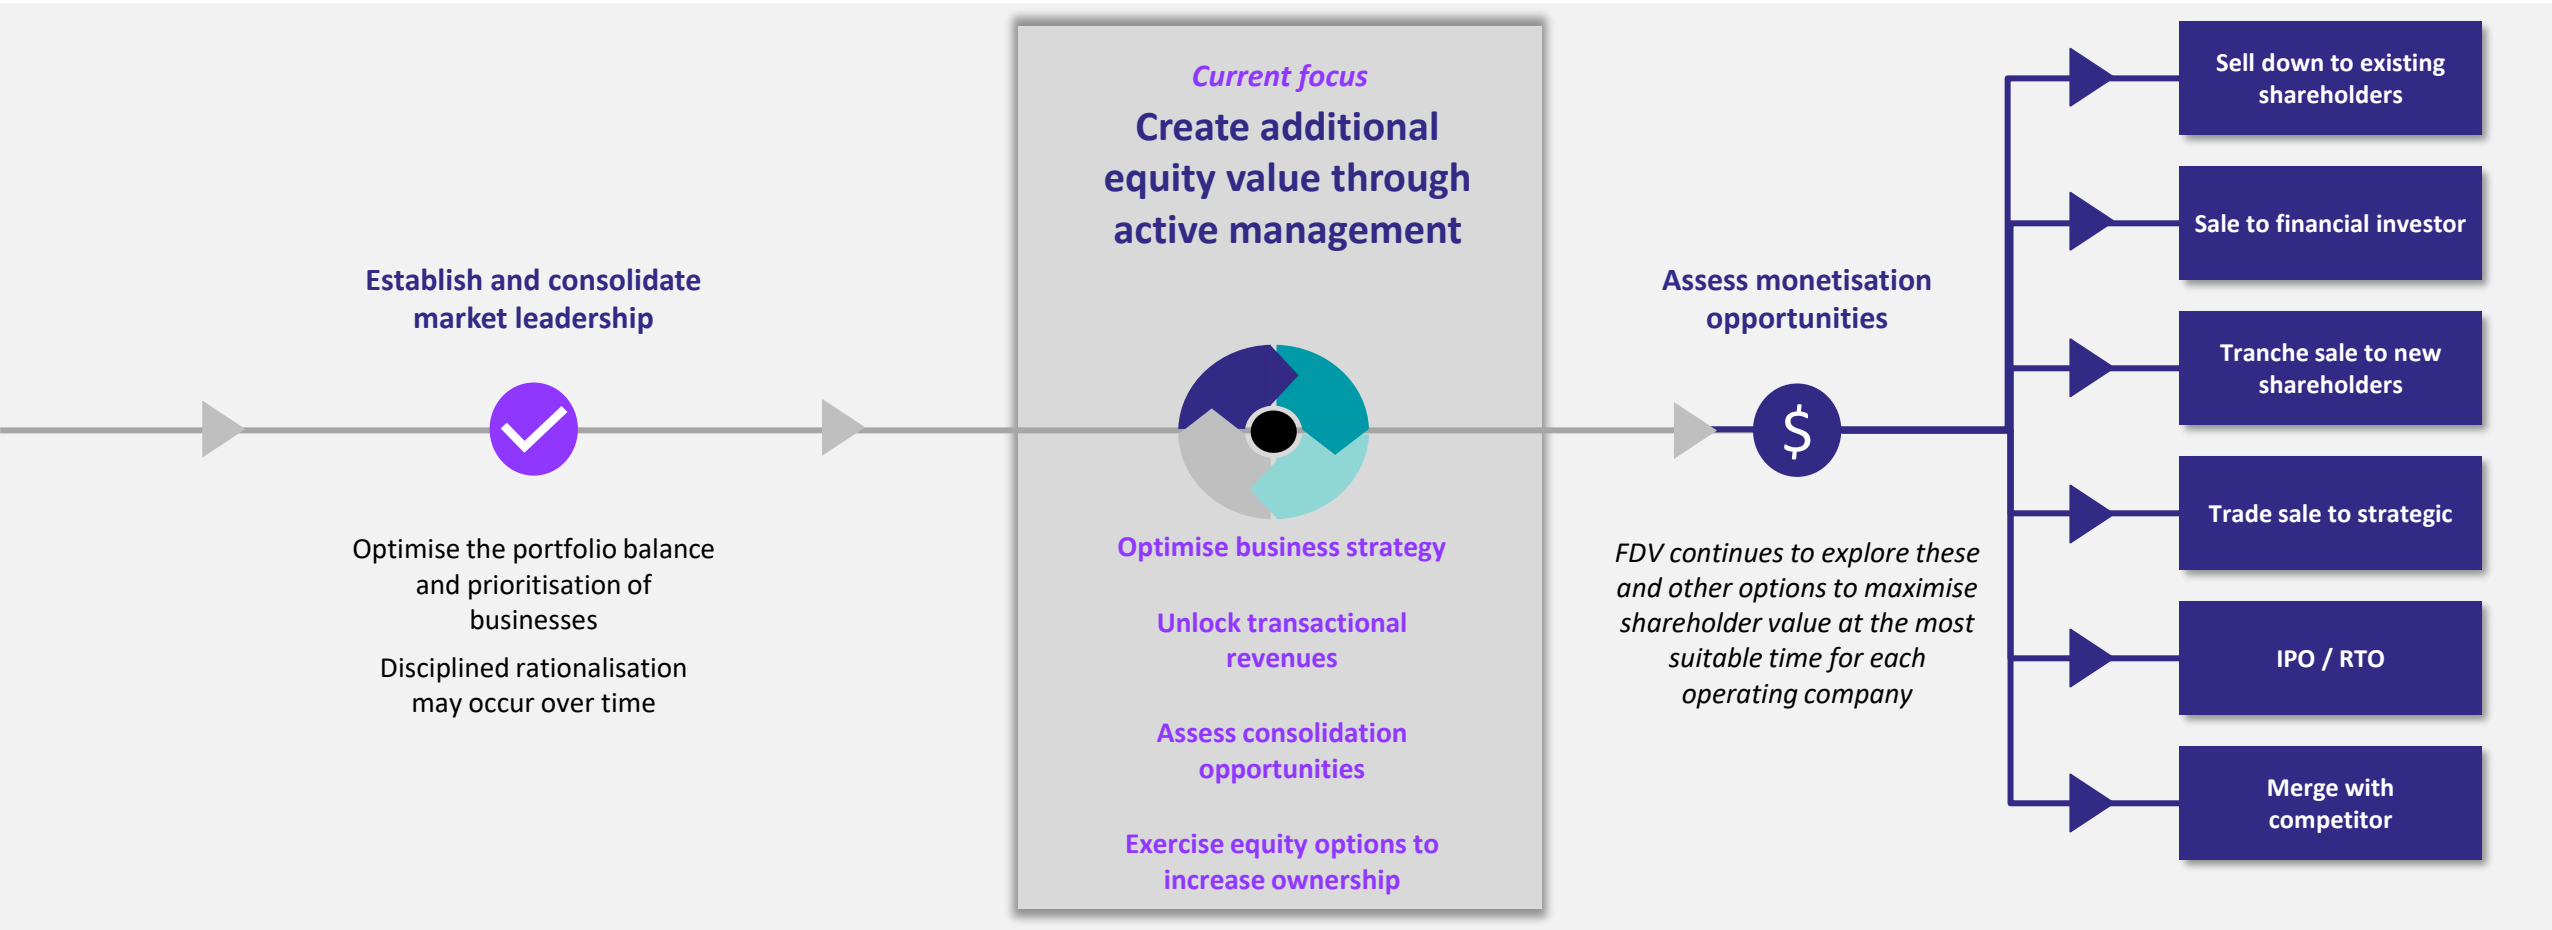 Establish and consolidate
market leadership
Optimise the portfolio balance
and prioritisation of
businesses
Disciplined rationalisation
may occur over time
Current focus
Create additional
equity value through
active management
Optimise business strategy
Unlock transactional
revenues
Assess consolidation
opportunities
Exercise equity options to
increase ownership
Assess monetisation
opportunities
$
FDV continues to explore these
and other options to maximise
shareholder value at the most
suitable time for each
operating company
Sell down to existing
shareholders
Sale to financial investor
Tranche sale to new
shareholders
Trade sale to strategic
IPO / RTO
Merge with
competitor